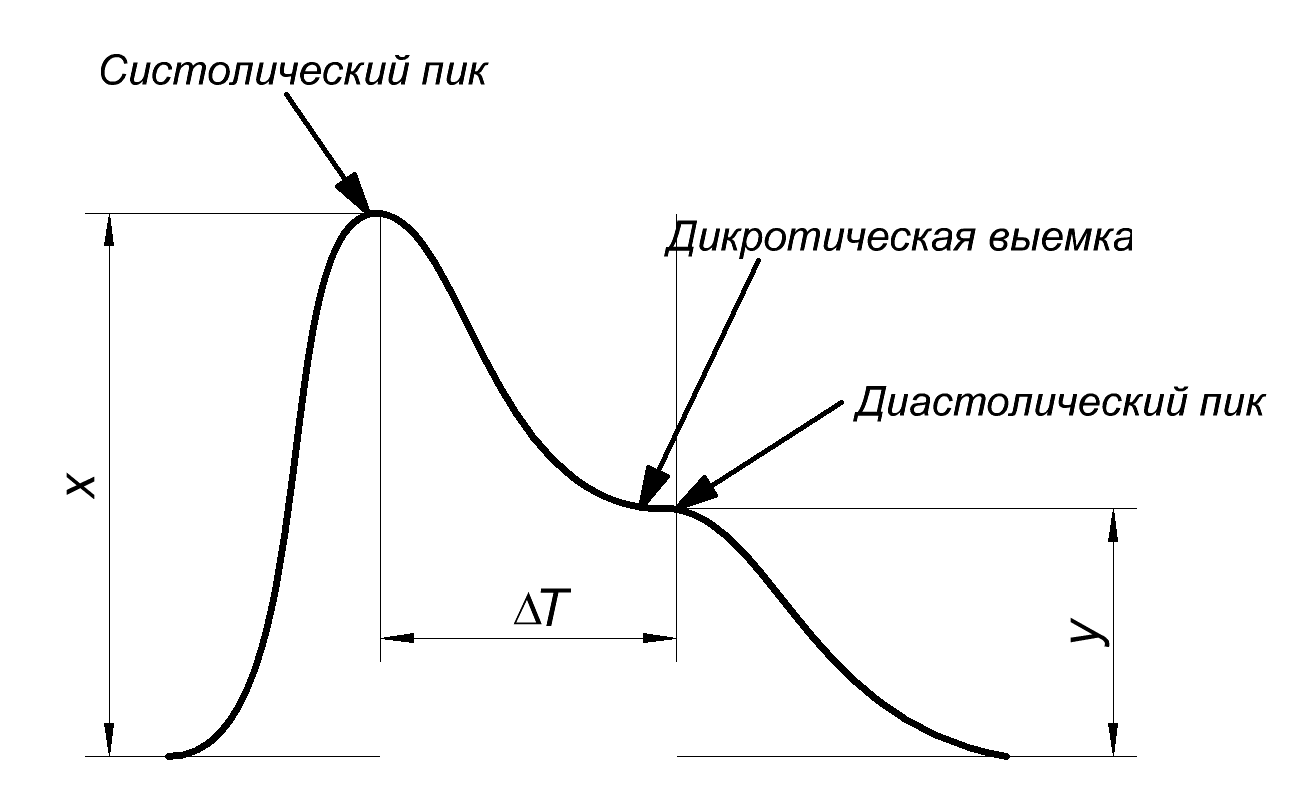 Систолический пик
Дикротическая выемка
Диастолический пик
x
ΔT
y